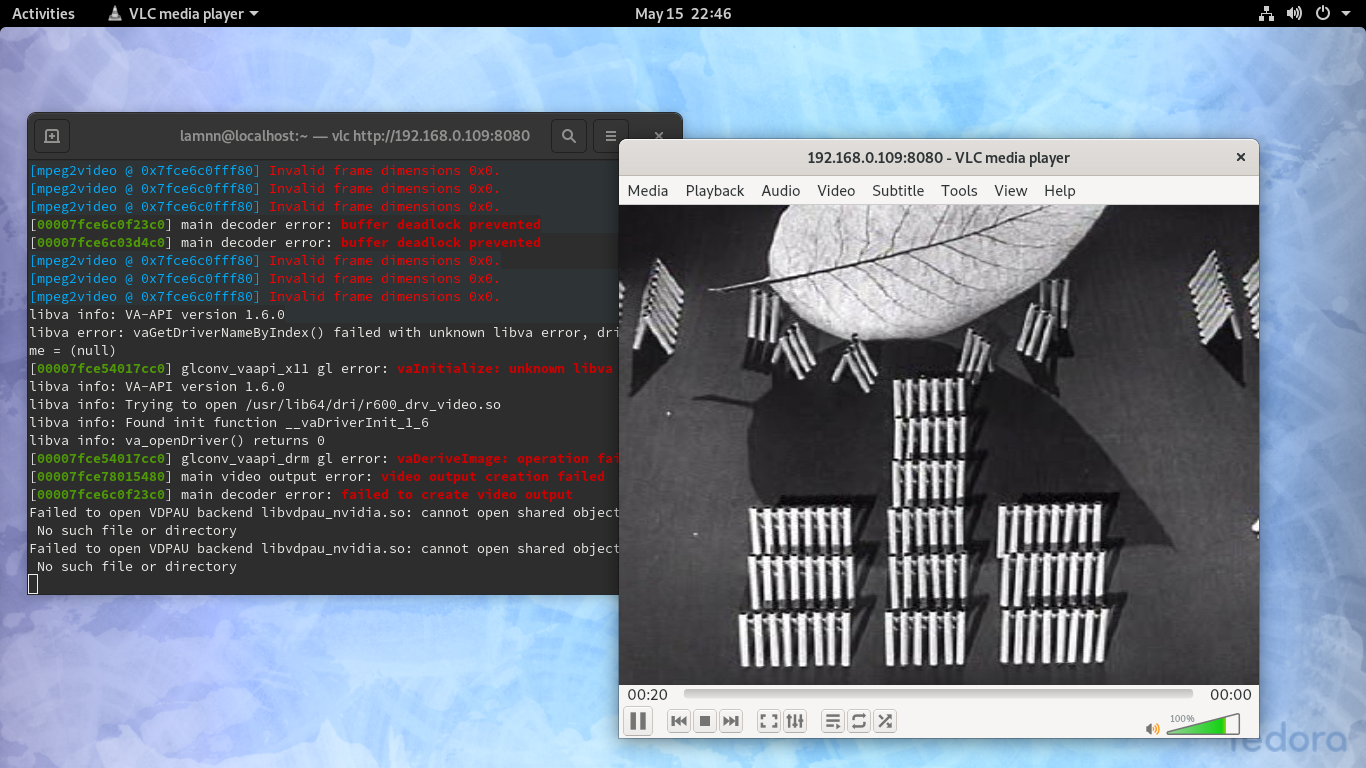 Activities
VLC media player
May 15 22:46
lamnn@localhost:~ — vlc http://192.168.0.109:8080
[mpeg2video @ 0x7fce6c0fff80] Invalid frame dimensions 0x0.
[mpeg2video @ 0x7fce6c0fff80] Invalid frame dimensions 0x0.
[mpeg2video @ 0x7fce6c0fff80] Invalid frame dimensions 0x0.
[00007fce6c0f23c0] main decoder error: buffer deadlock prevented
[00007fce6c03d4c0] main decoder error: buffer deadlock prevented
[mpeg2video @ 0x7fce6c0fff80] Invalid frame dimensions 0x0.
[mpeg2video @ 0x7fce6c0fff80] Invalid frame dimensions 0x0.
[mpeg2video @ 0x7fce6c0fff80] Invalid frame dimensions 0x0.
libva info: VA-API version 1.6.0
libva error: vaGetDriverNameByIndex() failed with unknown libva error, dri
me = (null)
[00007fce54017cc0] glconv_vaapi_x11 gl error: vaInitialize: unknown libva
libva info: VA-API version 1.6.0
libva info: Trying to open /usr/lib64/dri/r600_drv_video.so
libva info: Found init function __vaDriverInit_1_6
libva info: va_openDriver() returns 0
[00007fce54017cc0] glconv_vaapi_drm gl error: vaDeriveImage: operation fai
[00007fce78015480] main video output error: video output creation failed
[00007fce6c0f23c0] main decoder error: failed to create video output
Failed to open VDPAU backend libvdpau_nvidia.so: cannot open shared object
No such file or directory
Failed to open VDPAU backend libvdpau_nvidia.so: cannot open shared object
No such file or directory
192.168.0.109:8080 - VLC media player
Media Playback Audio Video Subtitle Tools View Help
00:20
00:00
100%
fedora